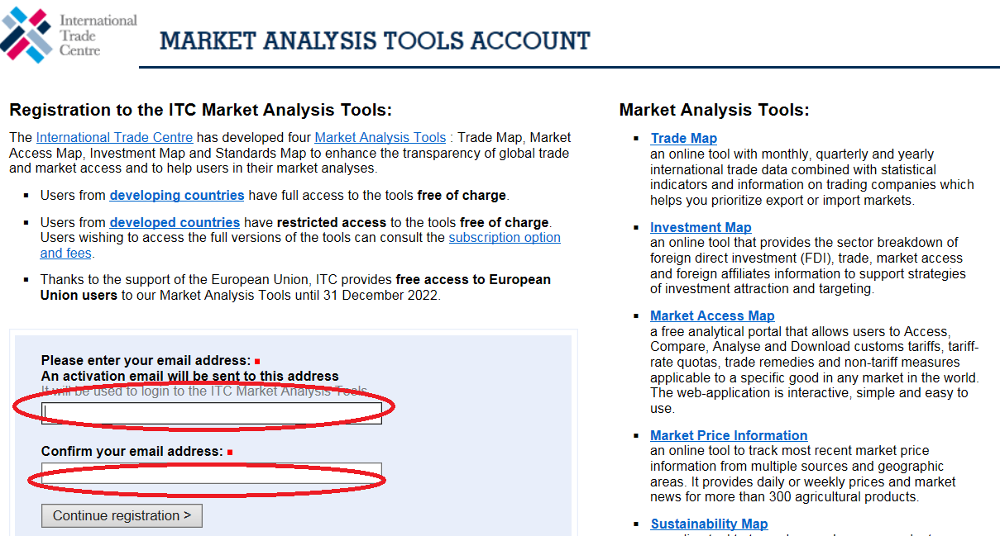 International
Trade
Centre
MARKET ANALYSIS TOOLS ACCOUNT
Registration to the ITC Market Analysis Tools:
The International Trade Centre has developed four Market Analysis Tools : Trade Map, Market
Access Map, Investment Map and Standards Map to enhance the transparency of global trade
and market access and to help users in their market analyses.
Users from developing countries have full access to the tools free of charge.
Users from developed countries have restricted access to the tools free of charge.
Users wishing to access the full versions of the tools can consult the subscription option
and fees.
Thanks to the support of the European Union, ITC provides free access to European
Union users to our Market Analysis Tools until 31 December 2022.
Please enter your email address:
An activation email will be sent to this address
It will be used to login to the ITC Market Analysis Tools
Confirm your email address:
Continue registration >
Market Analysis Tools:
Trade Map
an online tool with monthly, quarterly and yearly
international trade data combined with statistical
indicators and information on trading companies which
helps you prioritize export or import markets.
Investment Map
an online tool that provides the sector breakdown of
foreign direct investment (FDI), trade, market access
and foreign affiliates information to support strategies
of investment attraction and targeting.
Market Access Map
a free analytical portal that allows users to Access,
Compare, Analyse and Download customs tariffs, tariff-
rate quotas, trade remedies and non-tariff measures
applicable to a specific good in any market in the world.
The web-application is interactive, simple and easy to
use.
Market Price Information
an online tool to track most recent market price
information from multiple sources and geographic
areas. It provides daily or weekly prices and market
news for more than 300 agricultural products.
Sustainability Map